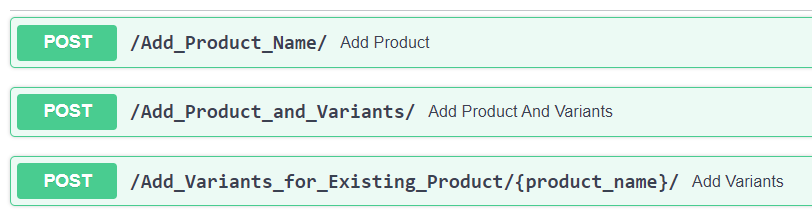 POST /Add_Product_Name/ Add Product
POST /Add_Product_and_Variants/ Add Product And Variants
POST /Add_Variants_for_Existing_Product/{product_name}/ Add Variants